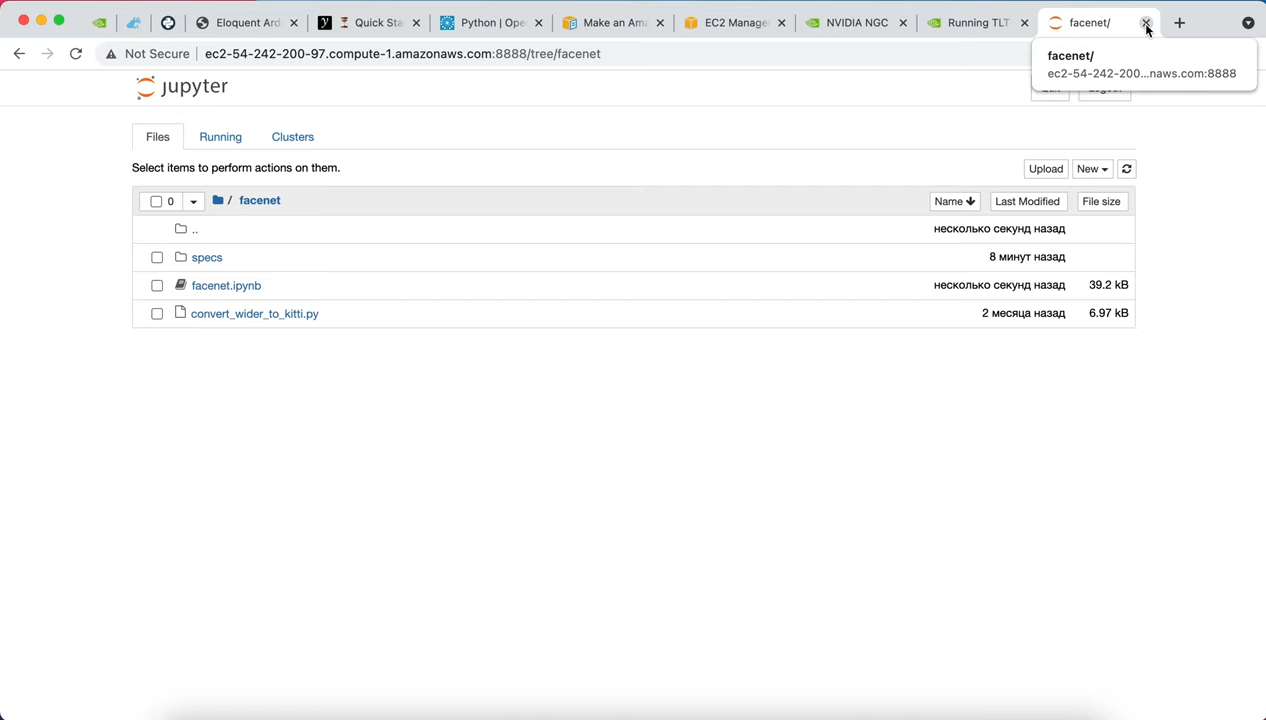 Eloquent Ard
Quick Sta
Python | Ope
Make an Ama
EC2 Manage
NVIDIA NGC
Running TLT
facenet/
Not Secure
ec2-54-242-200-97.compute-1.amazonaws.com:8888/tree/facenet
facenet/
ec2-54-242-200...naws.com:8888
jupyter
Files
Running
Clusters
Select items to perform actions on them.
Upload
New
0
/ facenet
Name
Last Modified
File size
..
несколько секунд назад
specs
8 минут назад
facenet.ipynb
несколько секунд назад
39.2 kB
convert_wider_to_kitti.py
2 месяца назад
6.97 kB